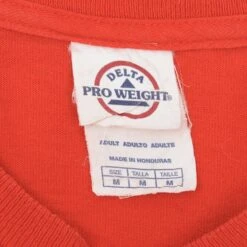 DELTA
PRO WEIGHT®
ADULT ADULTO ADULTE
MADE IN HONDURAS
SIZE TALLA TAILLE
M M M